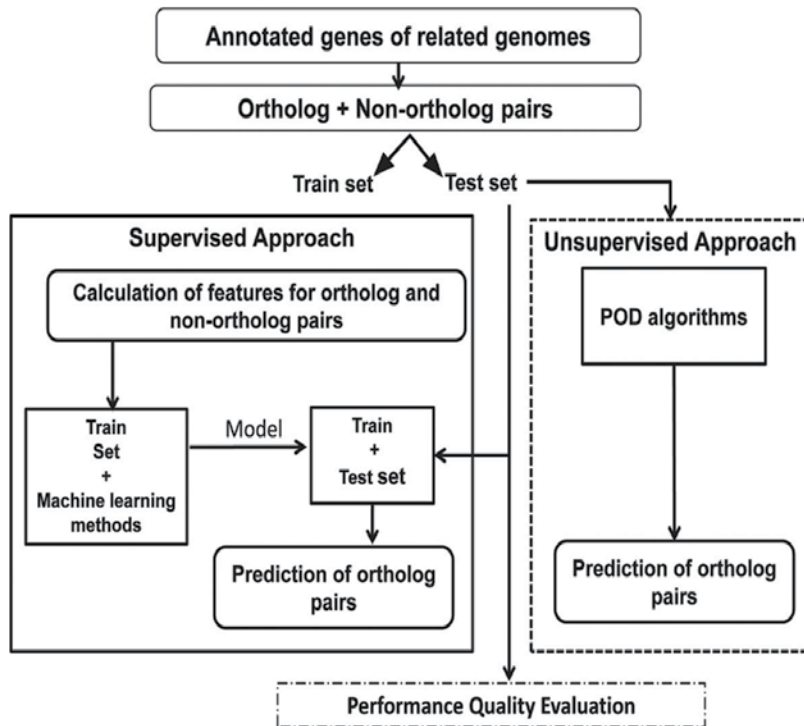 Annotated genes of related genomes
Ortholog + Non-ortholog pairs
Train set
Test set
Supervised Approach
Calculation of features for ortholog and
non-ortholog pairs
Train
Set
+
Machine learning
methods
Model
Train
+
Test set
Prediction of ortholog
pairs
Unsupervised Approach
POD algorithms
Prediction of ortholog
pairs
Performance Quality Evaluation